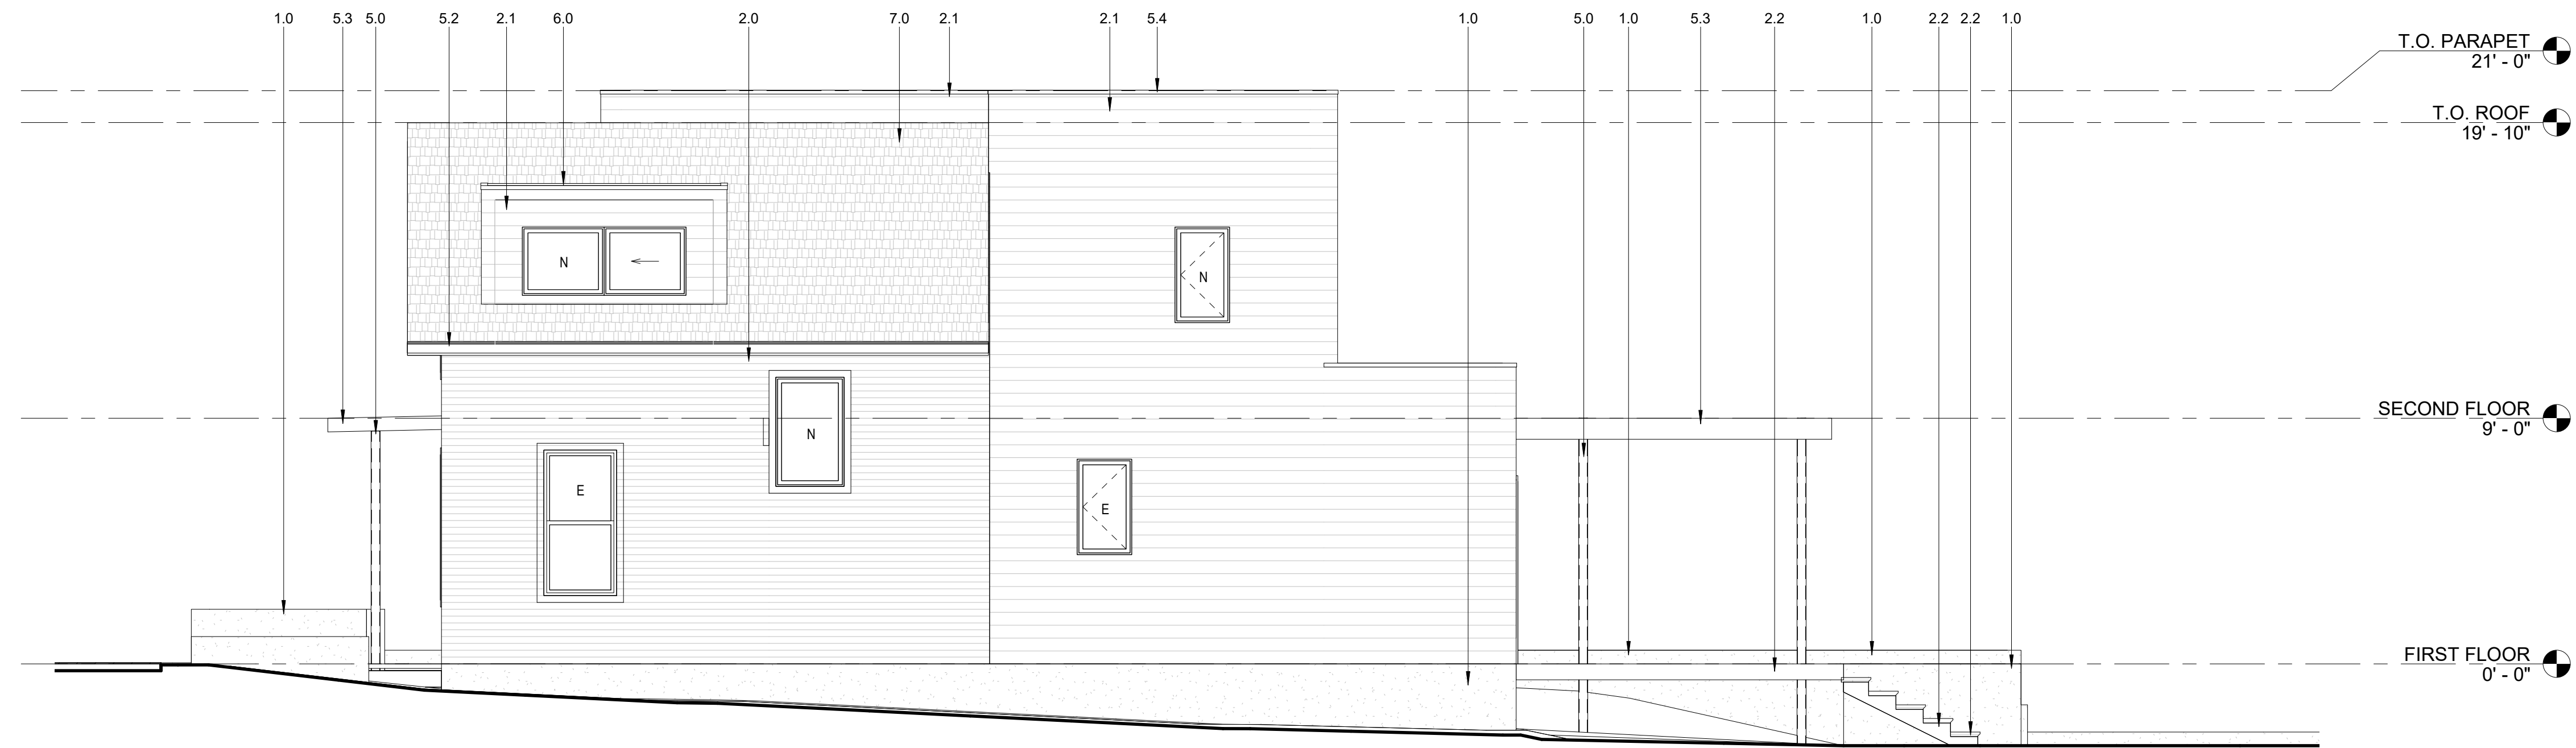 1.0 5.3 5.0 5.2 2.1 6.0 2.0 7.0 2.1 2.1 5.4 1.0 5.0 1.0 5.3 2.2 1.0 2.2 2.2 1.0
T.O. PARAPET
21' - 0"
T.O. ROOF
19' - 10"
N
N
SECOND FLOOR
9' - 0"
N
E
E
FIRST FLOOR
0' - 0"